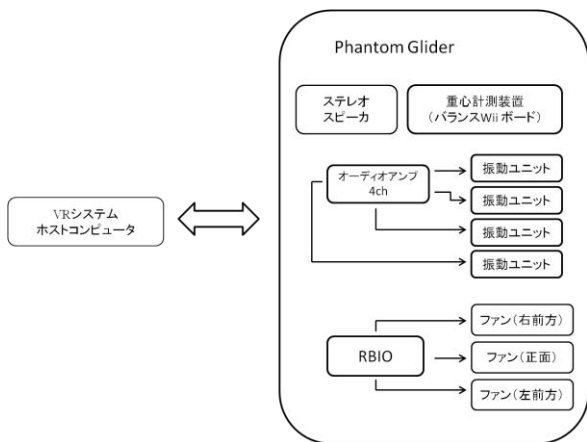 Phantom Glider
ステレオ
スピーカ
重心計測装置
（バランスWiiボード）
オーディオアンプ
4ch
振動ユニット
振動ユニット
振動ユニット
振動ユニット
VRシステム
ホストコンピュータ
RBIO
ファン（右前方）
ファン（正面）
ファン（左前方）